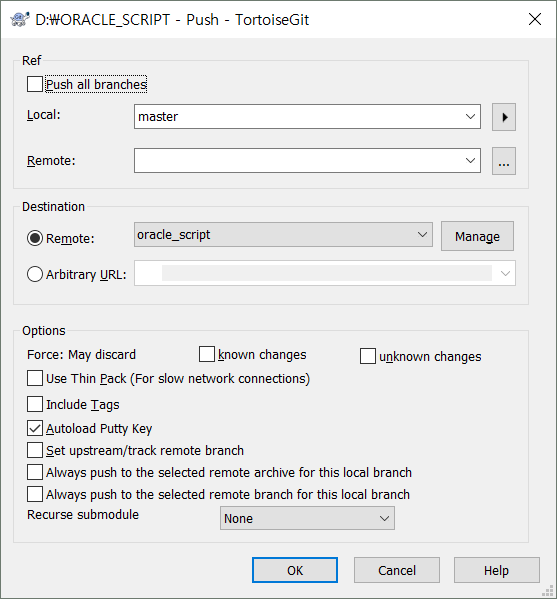 D:₩ORACLE_SCRIPT - Push - TortoiseGit
Ref
Push all branches
Local: master
Remote:
...
Destination
Remote: oracle_script Manage
Arbitrary URL:
Options
Force: May discard known changes unknown changes
Use Thin Pack (For slow network connections)
Include Tags
Autoload Putty Key
Set upstream/track remote branch
Always push to the selected remote archive for this local branch
Always push to the selected remote branch for this local branch
Recurse submodule None
OK Cancel Help